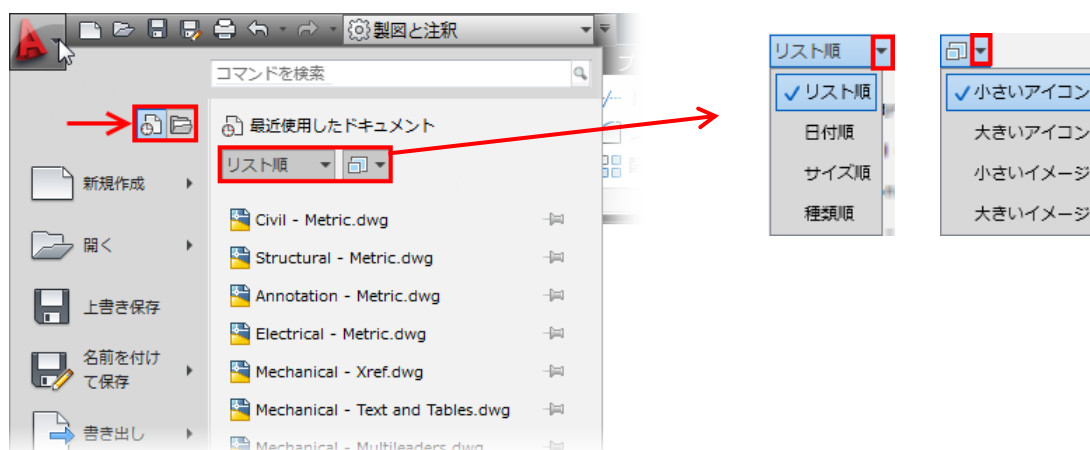 製図と注釈
コマンドを検索
最近使用したドキュメント
リスト順
新規作成
開く
上書き保存
名前を付け
て保存
書き出し
Civil - Metric.dwg
Structural - Metric.dwg
Annotation - Metric.dwg
Electrical - Metric.dwg
Mechanical - Xref.dwg
Mechanical - Text and Tables.dwg
Mechanical - Multileaders.dwg
リスト順
リスト順
日付順
サイズ順
種類順
小さいアイコン
大きいアイコン
小さいイメージ
大きいイメージ